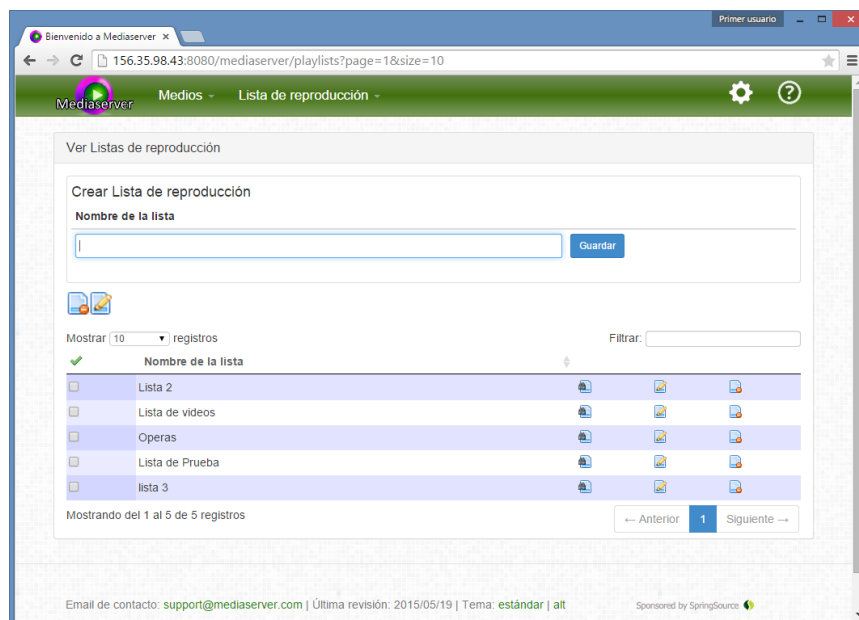 Primer usuario
Bienvenido a Mediaserver
156.35.98.43:8080/mediaserver/playlists?page=1&size=10
Mediaserver Medios Lista de reproducción
Ver Listas de reproducción
Crear Lista de reproducción
Nombre de la lista
Guardar
Mostrar 10 registros Filtrar:
Nombre de la lista
Lista 2
Lista de videos
Operas
Lista de Prueba
lista 3
Mostrando del 1 al 5 de 5 registros
← Anterior 1 Siguiente →
Email de contacto: support@mediaserver.com | Última revisión: 2015/05/19 | Tema: estándar | alt Sponsored by SpringSource